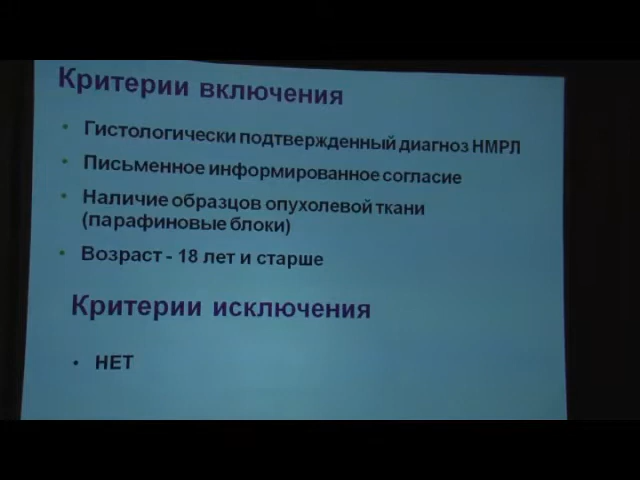 Критерии включения
• Гистологически подтвержденный диагноз НМРЛ
• Письменное информированное согласие
• Наличие образцов опухолевой ткани
(парафиновые блоки)
• Возраст - 18 лет и старше
Критерии исключения
• НЕТ